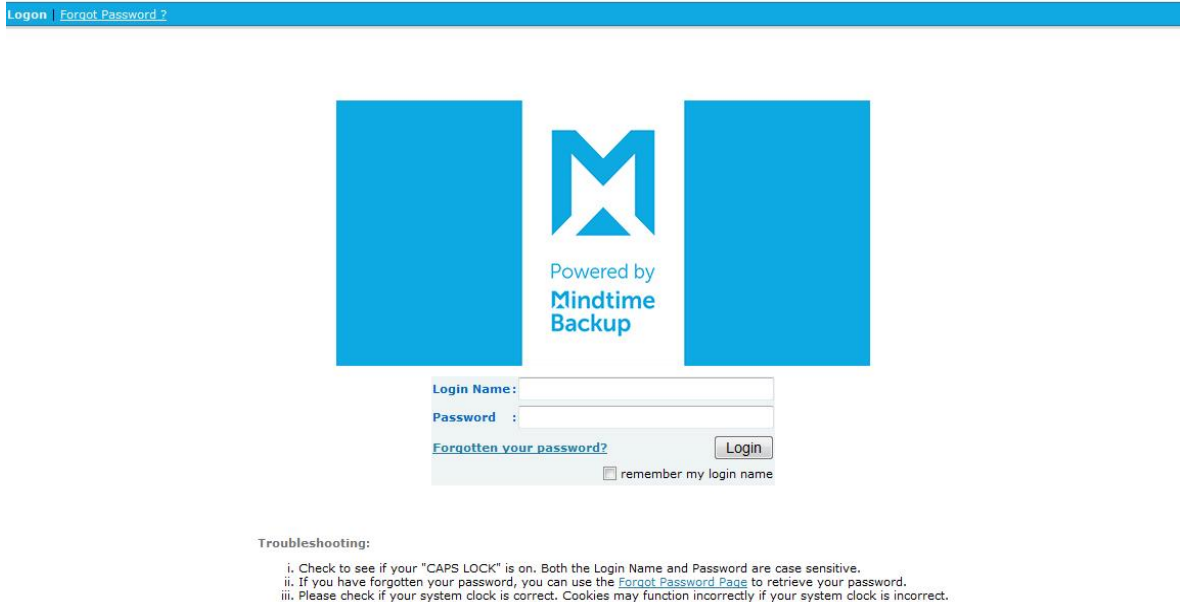 Logon | Forgot Password ?
Powered by
Mindtime
Backup
Login Name:
Password :
Forgotten your password? Login
remember my login name
Troubleshooting:
i. Check to see if your "CAPS LOCK" is on. Both the Login Name and Password are case sensitive.
ii. If you have forgotten your password, you can use the Forgot Password Page to retrieve your password.
iii. Please check if your system clock is correct. Cookies may function incorrectly if your system clock is incorrect.